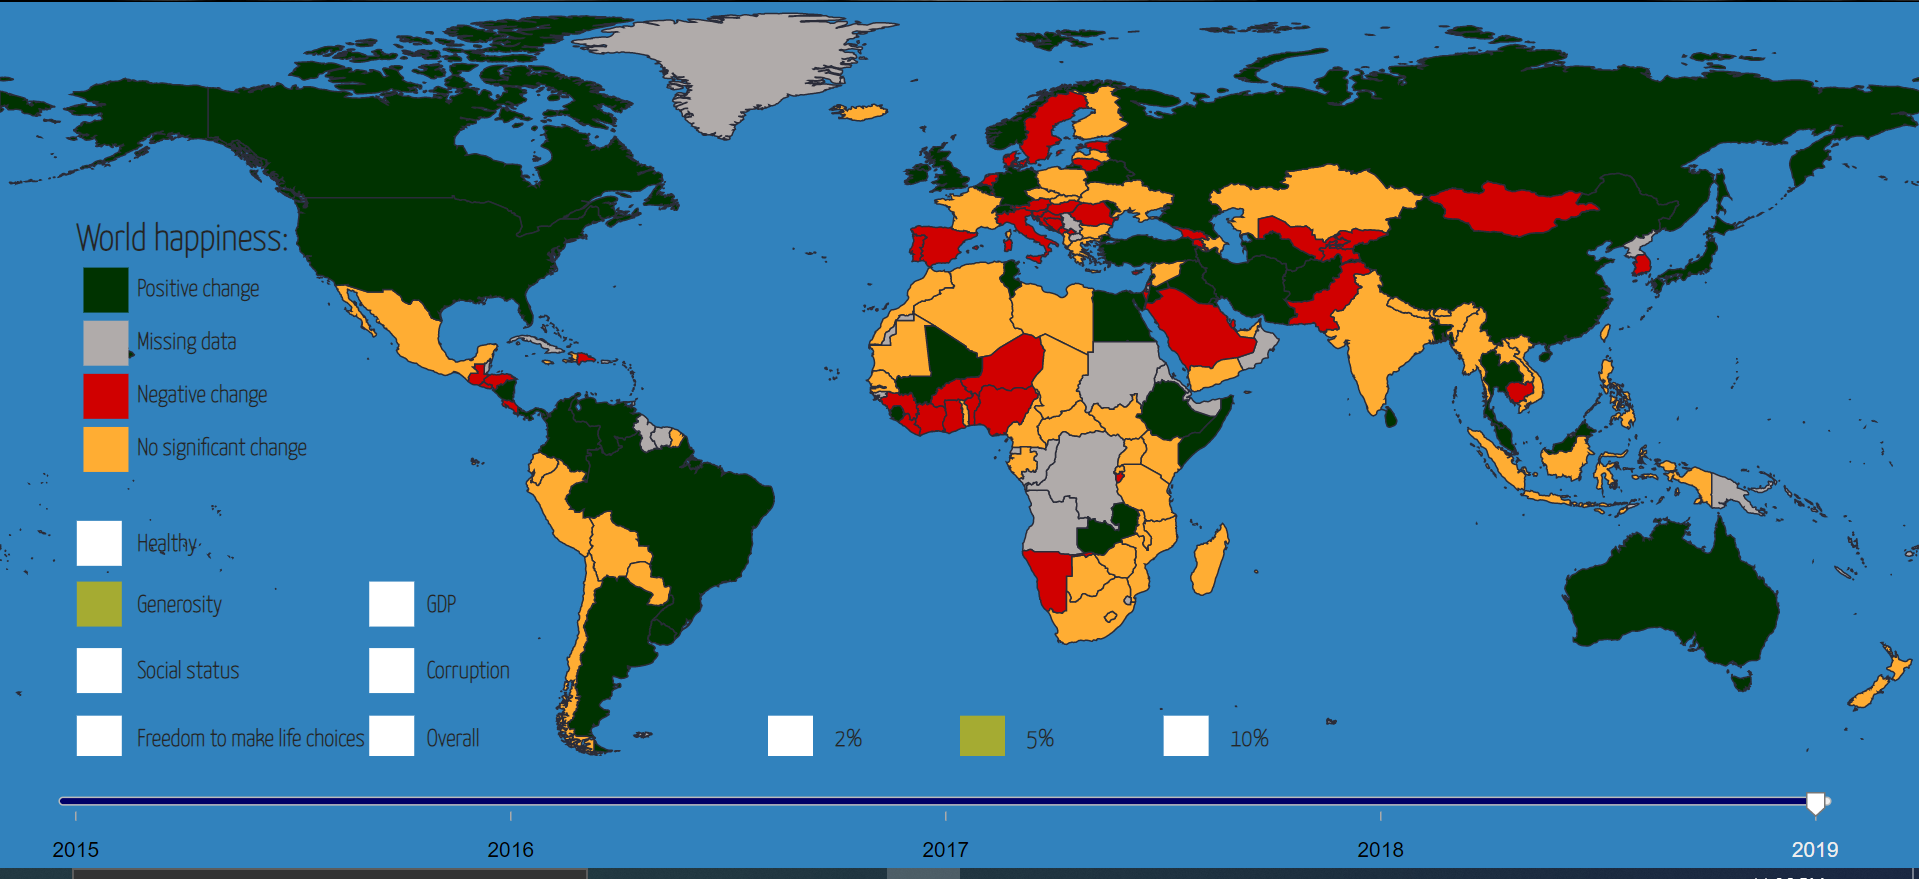 World happiness:
Positive change
Missing data
Negative change
No significant change
Healthy
Generosity
GDP
Social status
Corruption
Freedom to make life choices
Overall
2%
5%
10%
2015
2016
2017
2018
2019